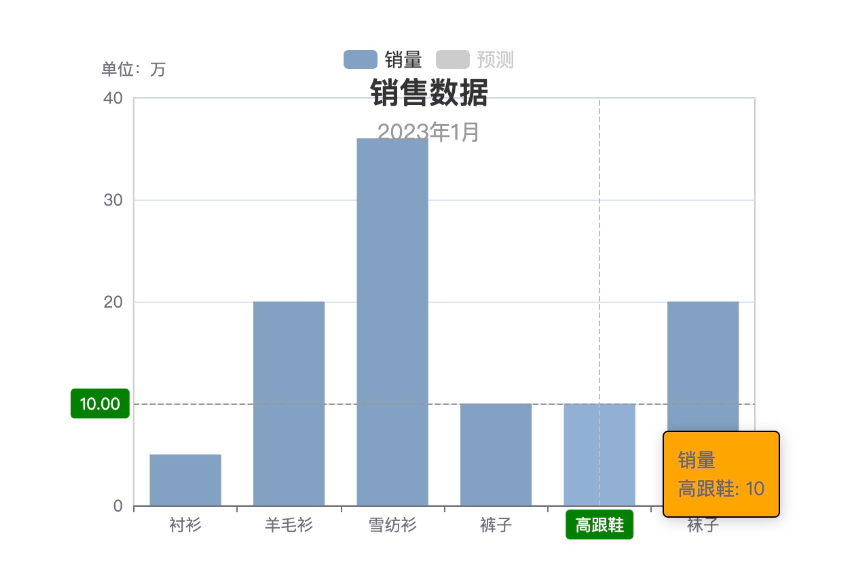 销量 预测
单位：万
销售数据
2023年1月
40
30
20
10.00
0
销量
高跟鞋: 10
衬衫 羊毛衫 雪纺衫 裤子 高跟鞋 袜子